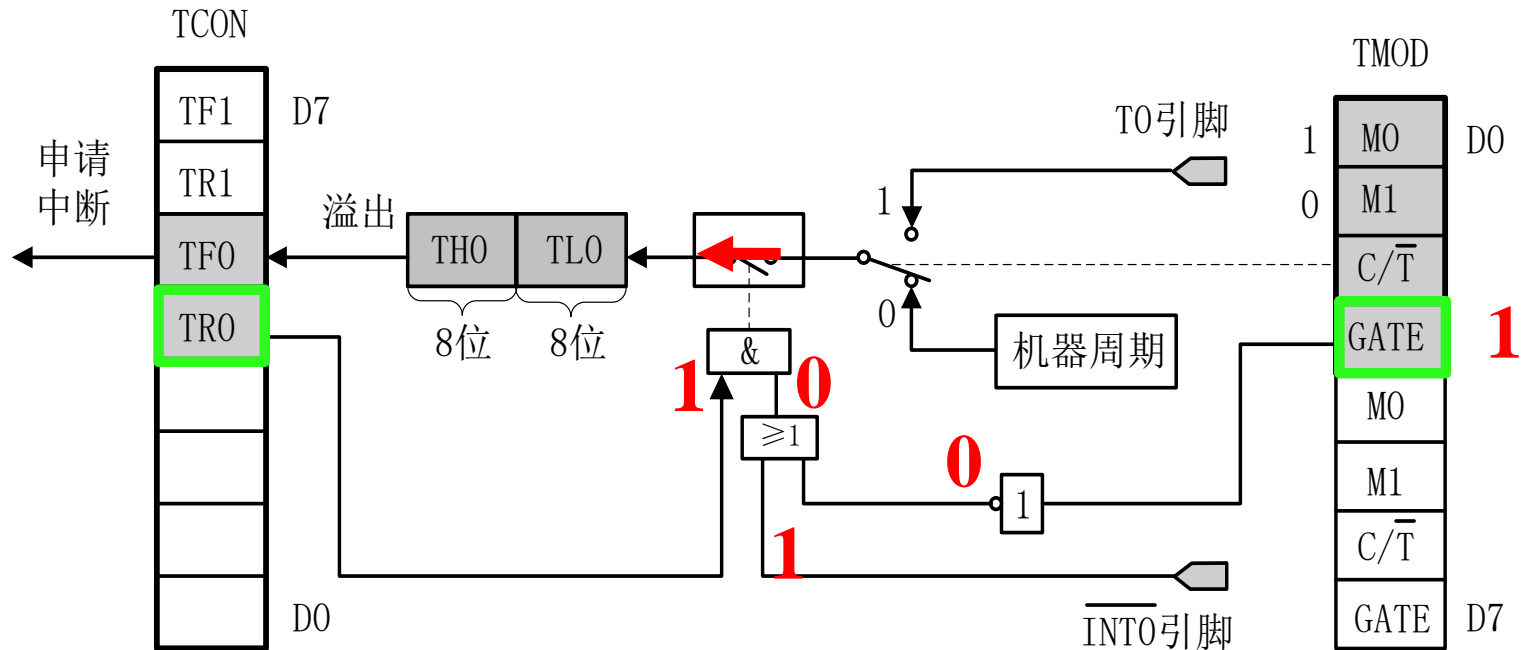 TCON
TMOD
TF1
D7
TR1
TF0
TR0
D0
申请
中断
溢出
TH0
TL0
8位
8位
&
≥1
1
0
T0引脚
机器周期
1
0
1
0
1
0
1
1
INT0引脚
M0
D0
M1
C/T
GATE
M0
M1
C/T
GATE
D7